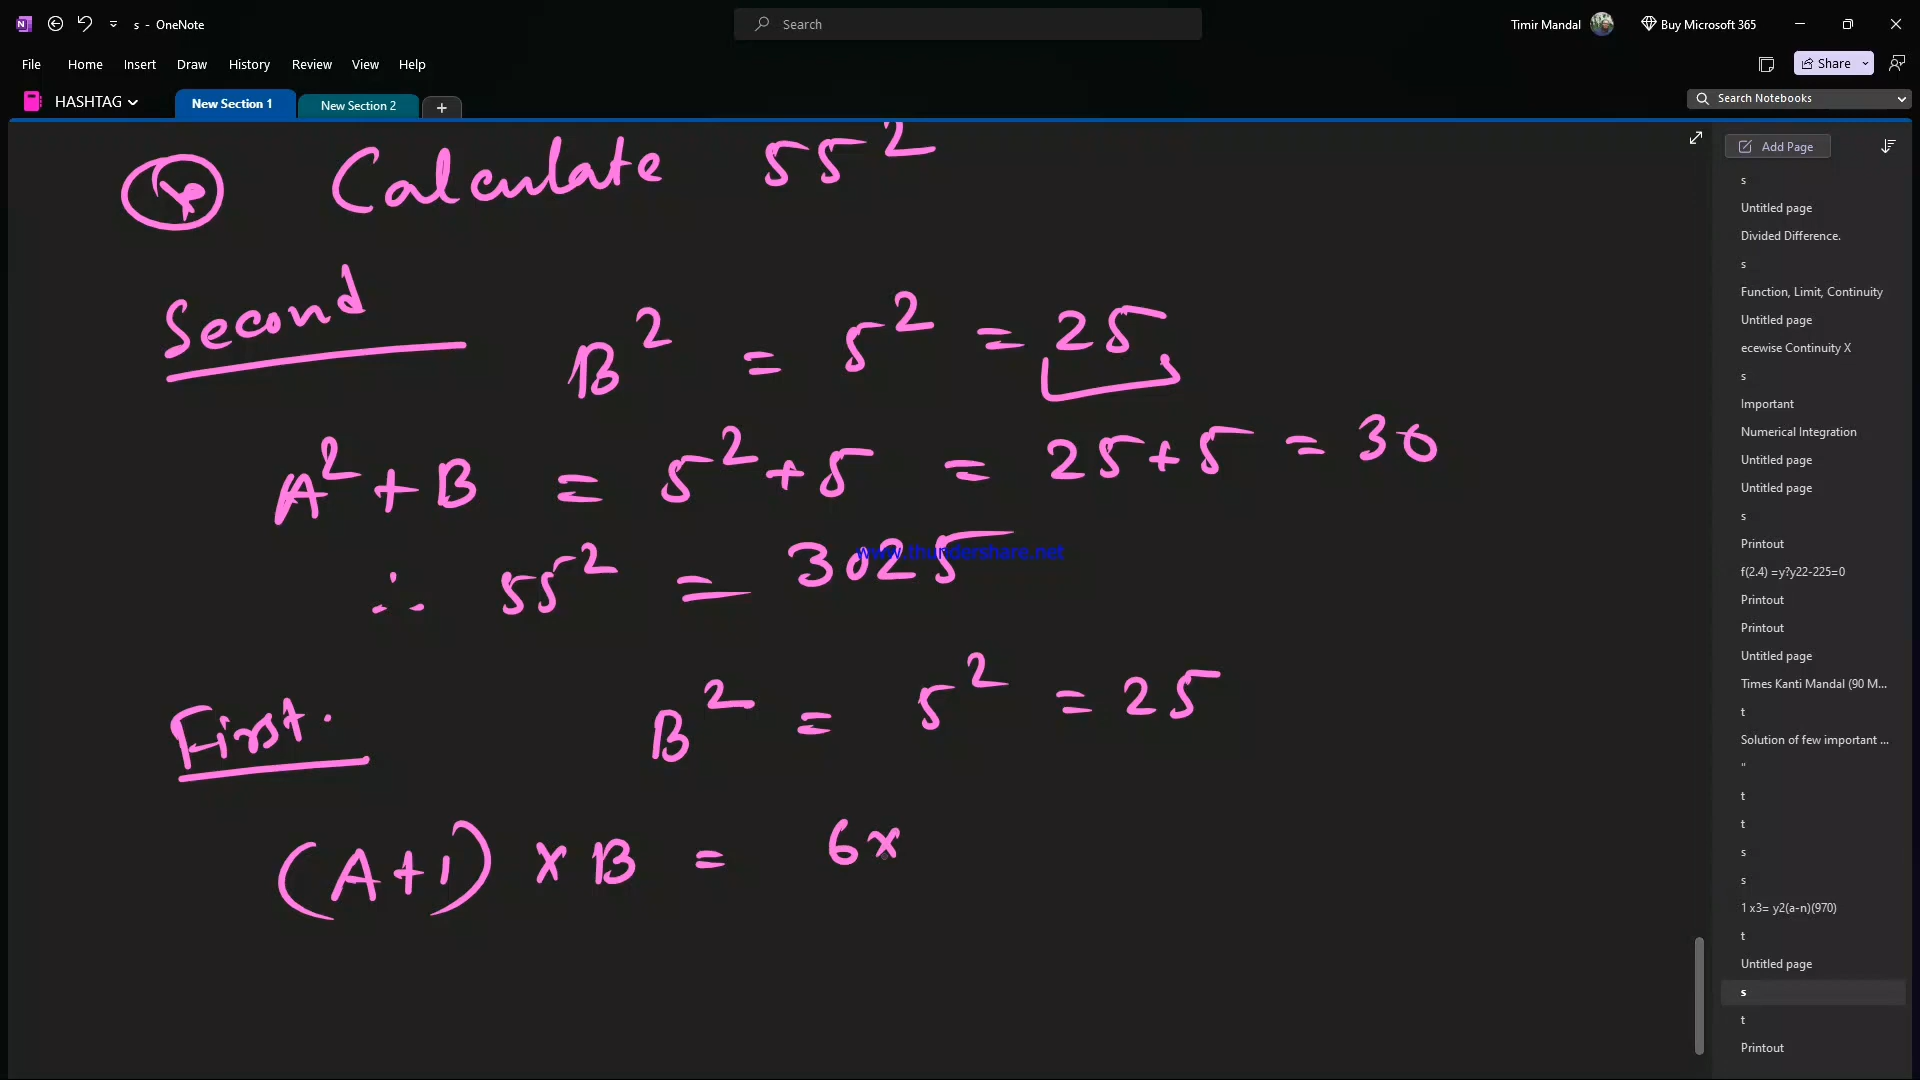 s - OneNote
Search
Timir Mandal
Buy Microsoft 365
File Home Insert Draw History Review View Help
Share
HASHTAG
New Section 1
New Section 2
+
Search Notebooks
Calculate 55²
Second
B² = 5² = 25
A² + B = 5² + 5 = 25 + 5 = 30
∴ 55² = 3025
www.thundershare.net
First.
B² = 5² = 25
(A+1) × B = 6×
Add Page
s
Untitled page
Divided Difference.
s
Function, Limit, Continuity
Untitled page
ecewise Continuity X
s
Important
Numerical Integration
Untitled page
Untitled page
s
Printout
f(2.4) =y?y22-225=0
Printout
Printout
Untitled page
Times Kanti Mandal (90 M...
t
Solution of few important ...
"
t
t
s
s
1 x3= y2(a-n)(970)
t
Untitled page
s
t
Printout